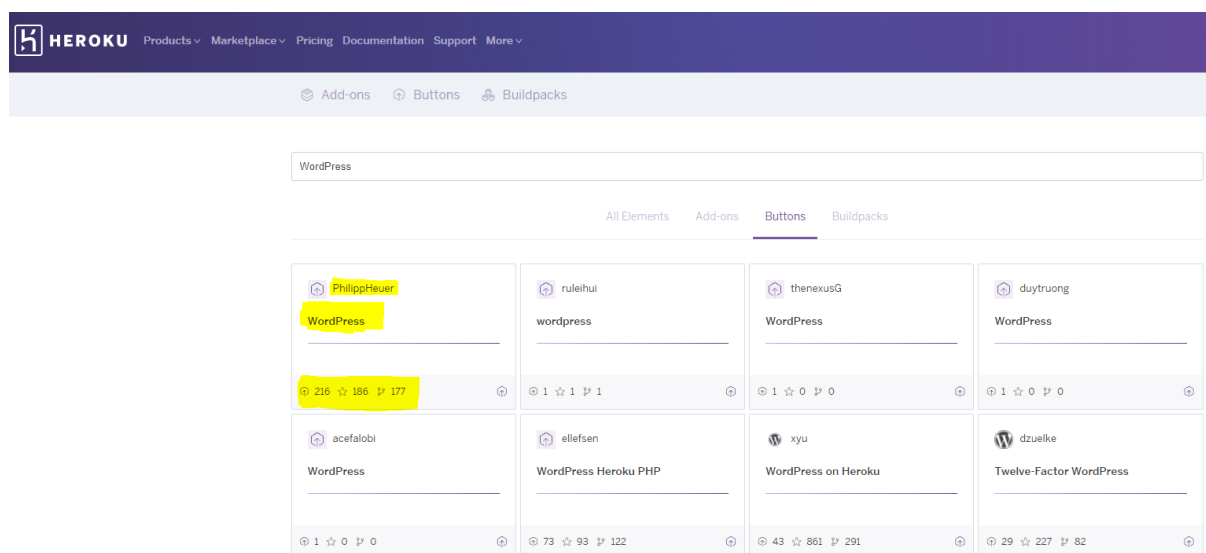 HEROKU Products Marketplace Pricing Documentation Support More
Add-ons Buttons Buildpacks
WordPress
All Elements Add-ons Buttons Buildpacks
PhilippHeuer
WordPress
216 186 177
ruleihui
wordpress
1 1 1
thenexusG
WordPress
1 0 0
duytruong
WordPress
1 0 0
acefalobi
WordPress
1 0 0
ellefsen
WordPress Heroku PHP
73 93 122
xyu
WordPress on Heroku
43 861 291
dzuelke
Twelve-Factor WordPress
29 227 82